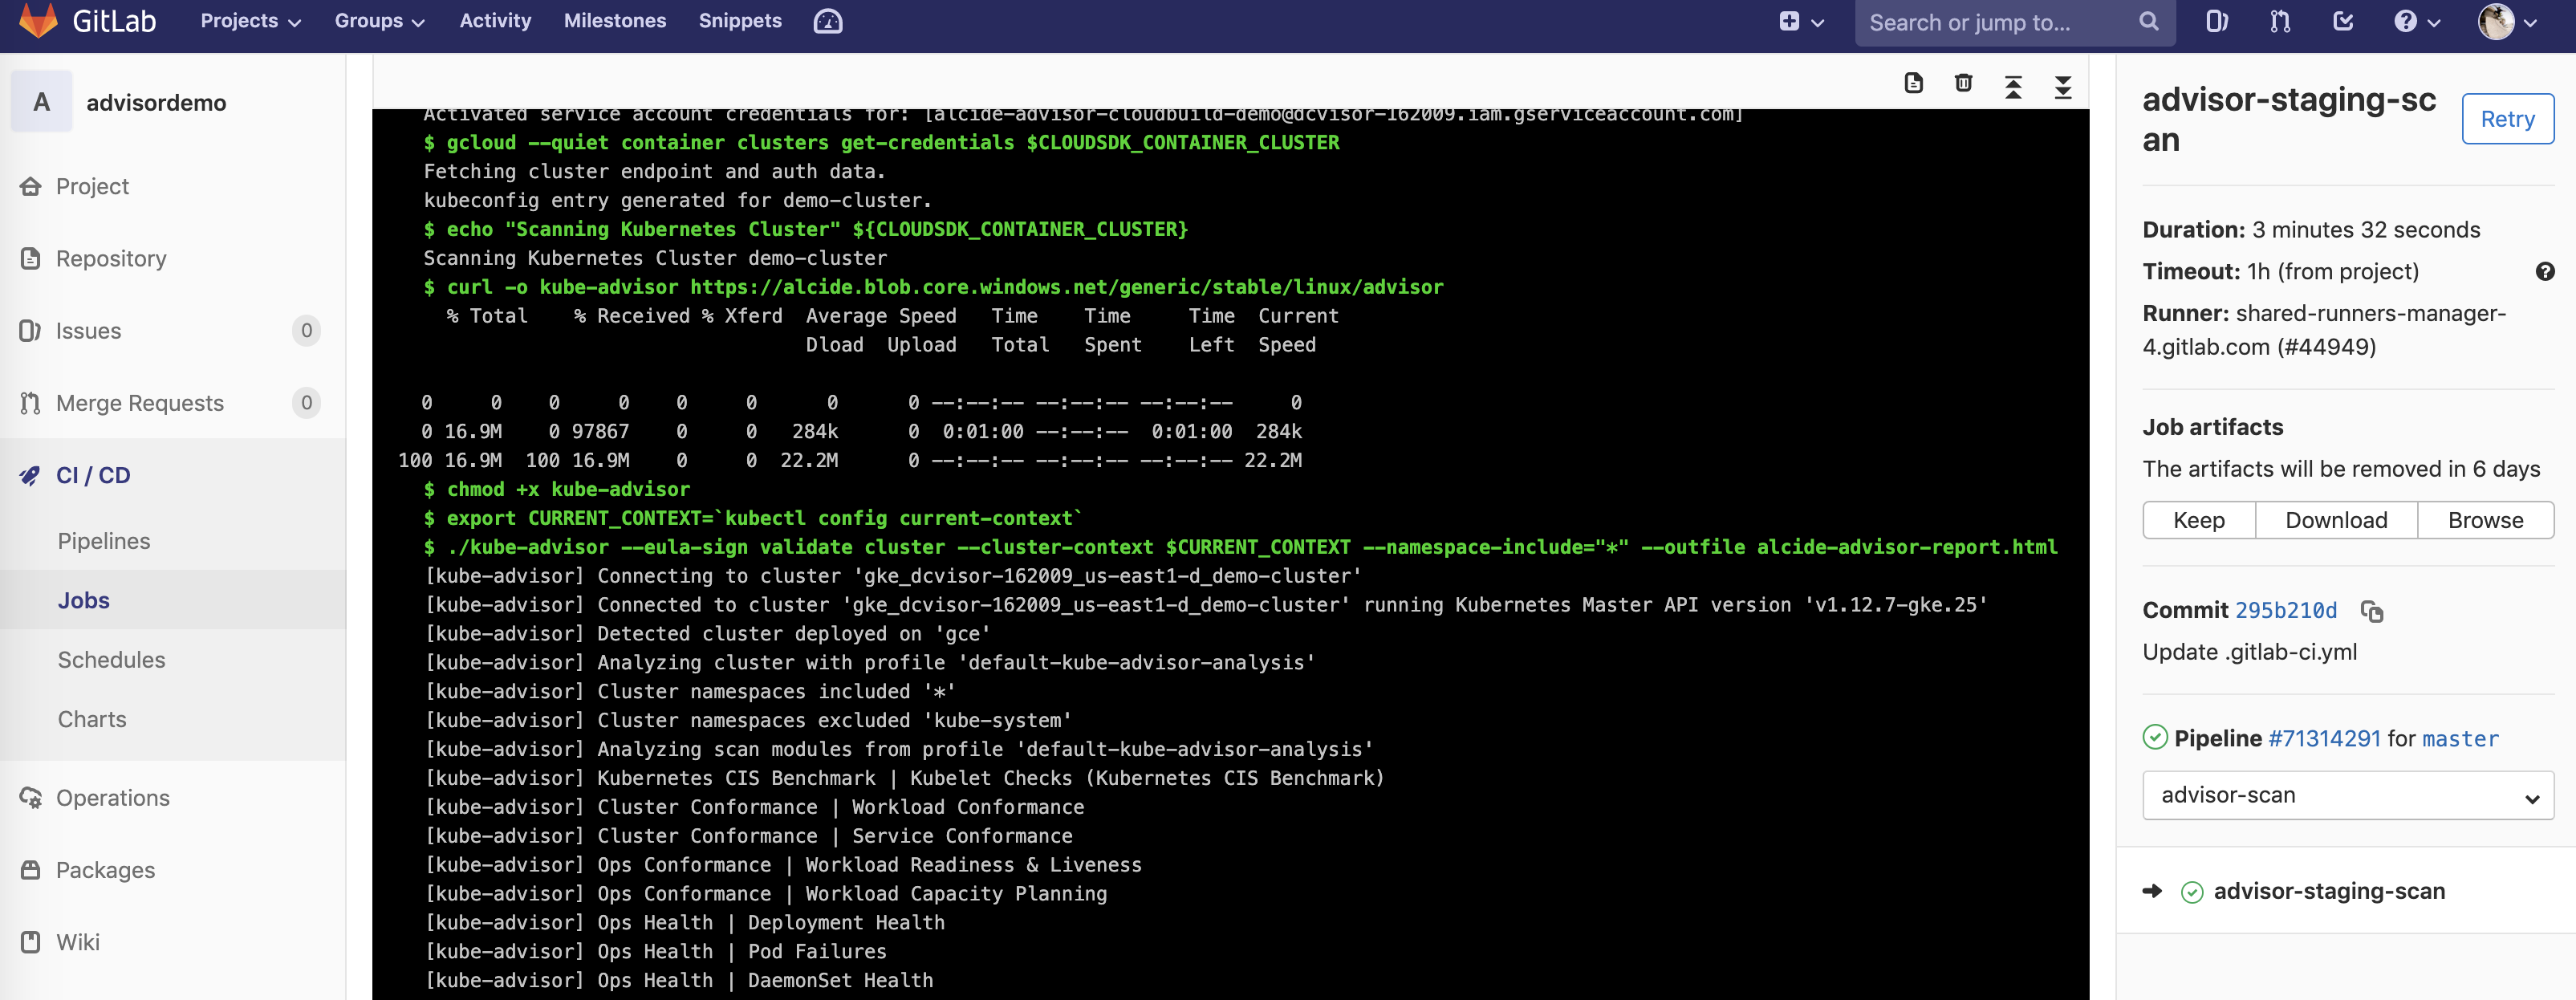 GitLab Projects Groups Activity Milestones Snippets Search or jump to...
A advisordemo
Project
Repository
Issues 0
Merge Requests 0
CI / CD
Pipelines
Jobs
Schedules
Charts
Operations
Packages
Wiki
Activated service account credentials for: [alcide-advisor-cloudbuild-demo@dcvisor-162009.iam.gserviceaccount.com]
$ gcloud --quiet container clusters get-credentials $CLOUDSDK_CONTAINER_CLUSTER
Fetching cluster endpoint and auth data.
kubeconfig entry generated for demo-cluster.
$ echo "Scanning Kubernetes Cluster" ${CLOUDSDK_CONTAINER_CLUSTER}
Scanning Kubernetes Cluster demo-cluster
$ curl -o kube-advisor https://alcide.blob.core.windows.net/generic/stable/linux/advisor
% Total % Received % Xferd Average Speed Time Time Time Current
Dload Upload Total Spent Left Speed
0 0 0 0 0 0 0 0 --:--:-- --:--:-- --:--:-- 0
0 16.9M 0 97867 0 0 284k 0 0:01:00 --:--:-- 0:01:00 284k
100 16.9M 100 16.9M 0 0 22.2M 0 --:--:-- --:--:-- --:--:-- 22.2M
$ chmod +x kube-advisor
$ export CURRENT_CONTEXT=`kubectl config current-context`
$ ./kube-advisor --eula-sign validate cluster --cluster-context $CURRENT_CONTEXT --namespace-include="*" --outfile alcide-advisor-report.html
[kube-advisor] Connecting to cluster 'gke_dcvisor-162009_us-east1-d_demo-cluster'
[kube-advisor] Connected to cluster 'gke_dcvisor-162009_us-east1-d_demo-cluster' running Kubernetes Master API version 'v1.12.7-gke.25'
[kube-advisor] Detected cluster deployed on 'gce'
[kube-advisor] Analyzing cluster with profile 'default-kube-advisor-analysis'
[kube-advisor] Cluster namespaces included '*'
[kube-advisor] Cluster namespaces excluded 'kube-system'
[kube-advisor] Analyzing scan modules from profile 'default-kube-advisor-analysis'
[kube-advisor] Kubernetes CIS Benchmark | Kubelet Checks (Kubernetes CIS Benchmark)
[kube-advisor] Cluster Conformance | Workload Conformance
[kube-advisor] Cluster Conformance | Service Conformance
[kube-advisor] Ops Conformance | Workload Readiness & Liveness
[kube-advisor] Ops Conformance | Workload Capacity Planning
[kube-advisor] Ops Health | Deployment Health
[kube-advisor] Ops Health | Pod Failures
[kube-advisor] Ops Health | DaemonSet Health
advisor-staging-sc
an
Retry
Duration: 3 minutes 32 seconds
Timeout: 1h (from project)
Runner: shared-runners-manager-
4.gitlab.com (#44949)
Job artifacts
The artifacts will be removed in 6 days
Keep Download Browse
Commit 295b210d
Update .gitlab-ci.yml
Pipeline #71314291 for master
advisor-scan
advisor-staging-scan